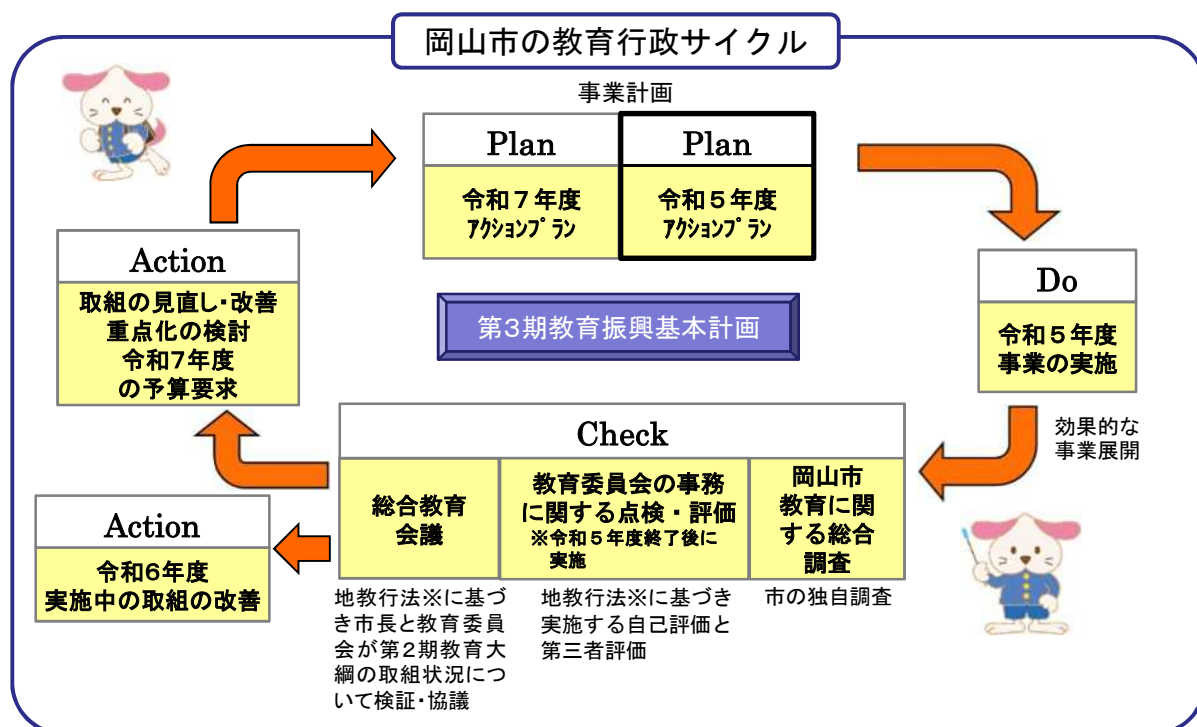 岡山市の教育行政サイクル
事業計画
Plan
令和７年度
ｱｸｼｮﾝﾌﾟﾗﾝ
Plan
令和５年度
ｱｸｼｮﾝﾌﾟﾗﾝ
Do
令和５年度
事業の実施
効果的な
事業展開
第3期教育振興基本計画
Check
総合教育
会議
教育委員会の事務
に関する点検・評価
※令和５年度終了後に
実施
岡山市
教育に関
する総合
調査
地教行法※に基づ
き市長と教育委員
会が第2期教育大
綱の取組状況につ
いて検証・協議
地教行法※に基づき
実施する自己評価と
第三者評価
市の独自調査
Action
取組の見直し・改善
重点化の検討
令和7年度
の予算要求
Action
令和6年度
実施中の取組の改善